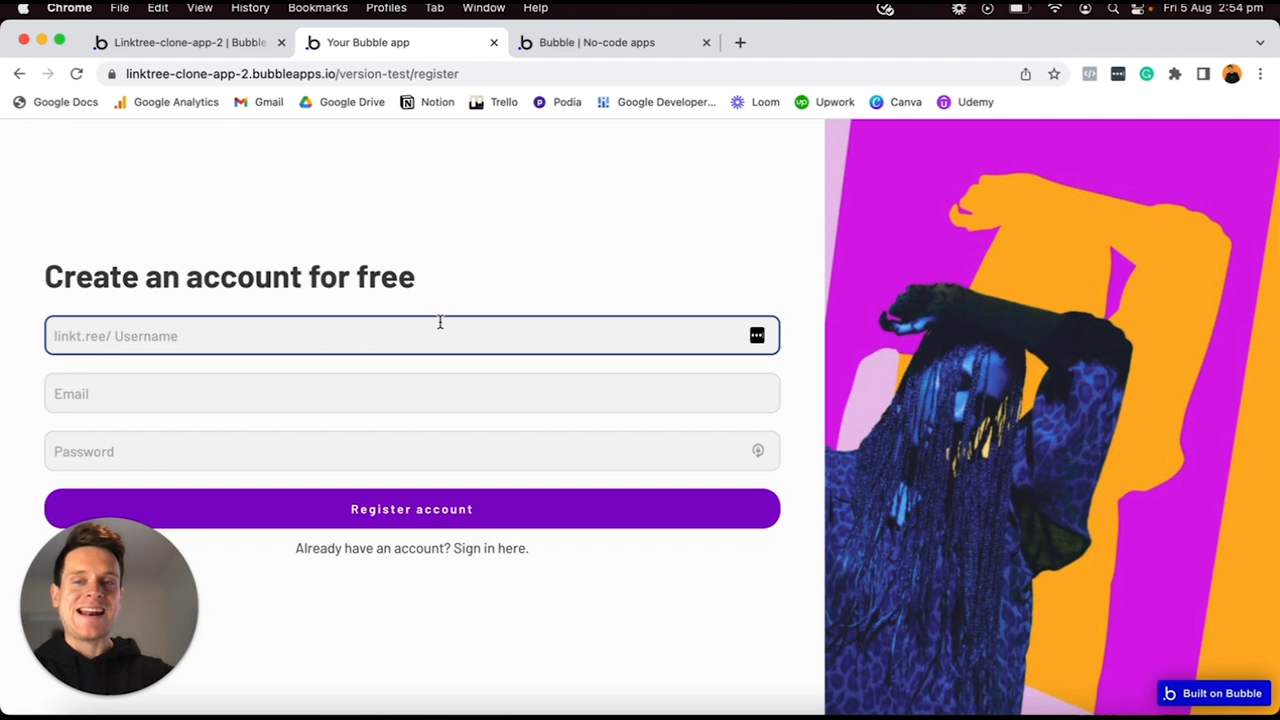 Chrome File Edit View History Bookmarks Profiles Tab Window Help Fri 5 Aug 2:54 pm
Linktree-clone-app-2 | Bubble Your Bubble app Bubble | No-code apps
linktree-clone-app-2.bubbleapps.io/version-test/register
Google Docs Google Analytics Gmail Google Drive Notion Trello Podia Google Developer... Loom Upwork Canva Udemy
Create an account for free
linkt.ree/ Username
Email
Password
Register account
Already have an account? Sign in here.
Built on Bubble